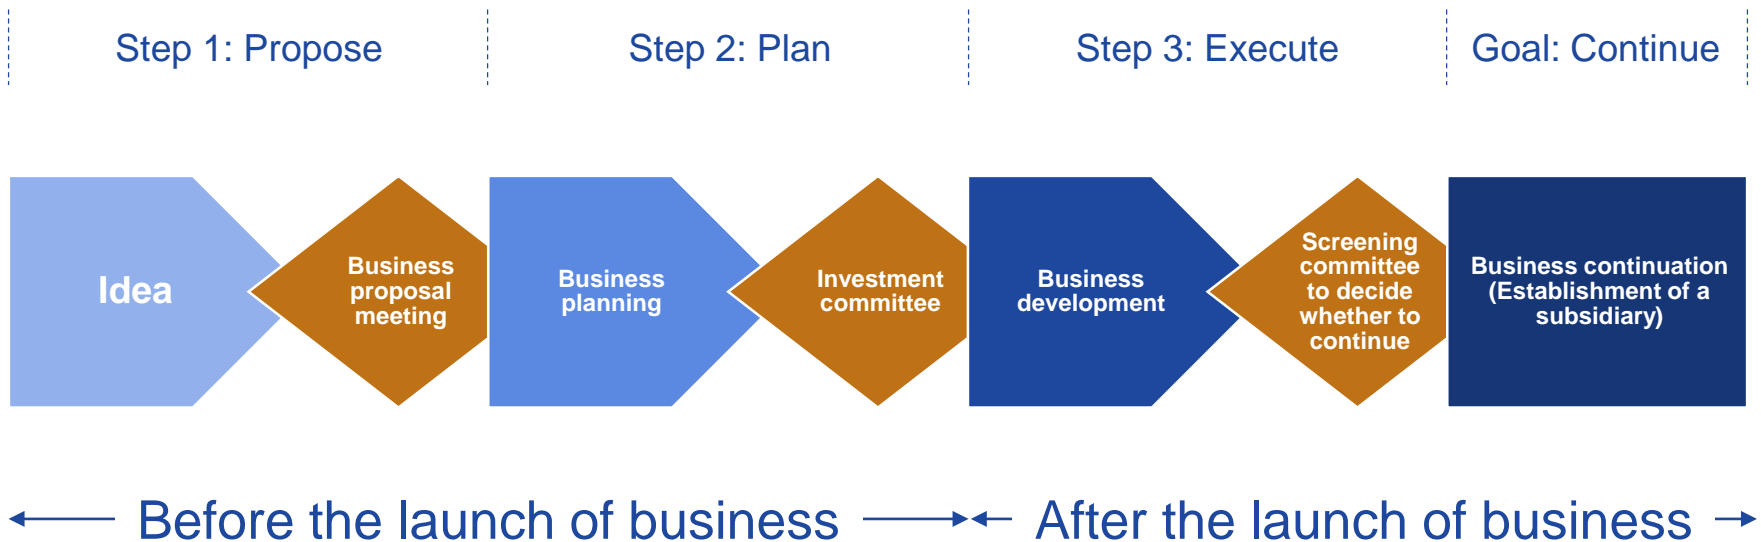 Step 1: Propose
Step 2: Plan
Step 3: Execute
Goal: Continue
Idea
Business
proposal
meeting
Business
planning
Investment
committee
Business
development
Screening
committee
to decide
whether to
continue
Business continuation
(Establishment of a
subsidiary)
Before the launch of business
After the launch of business